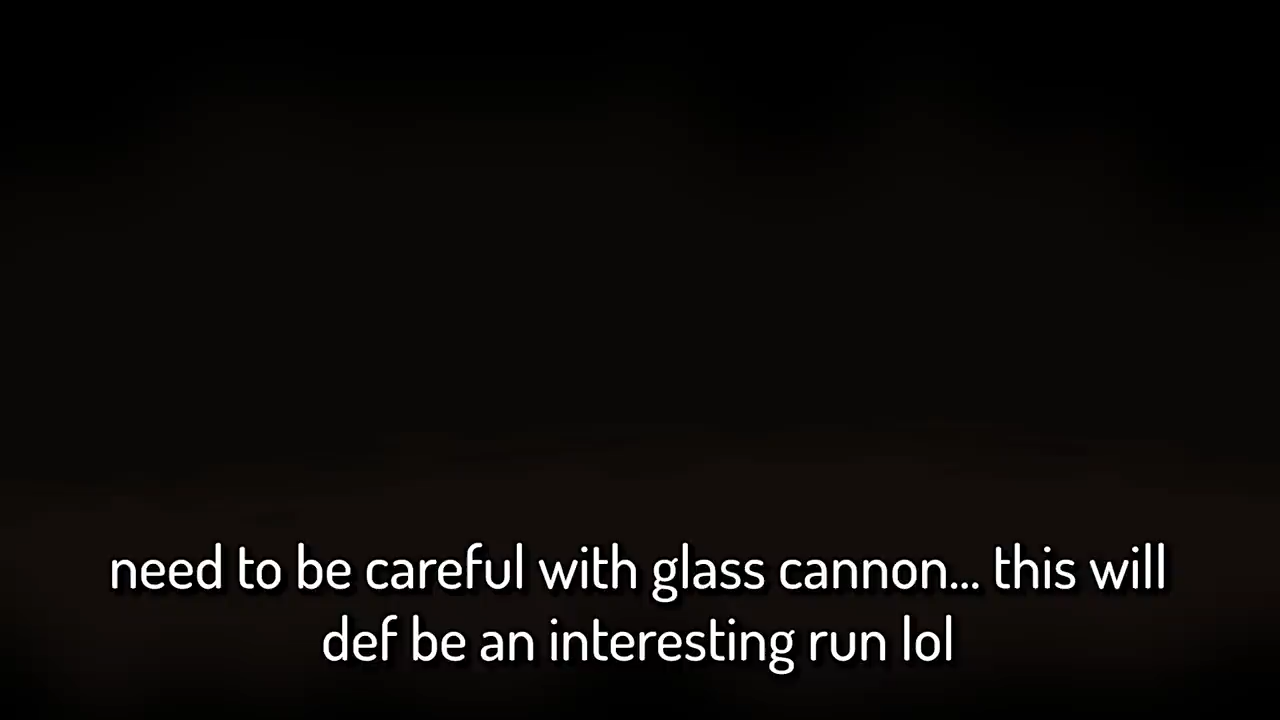 need to be careful with glass cannon... this will
def be an interesting run lol